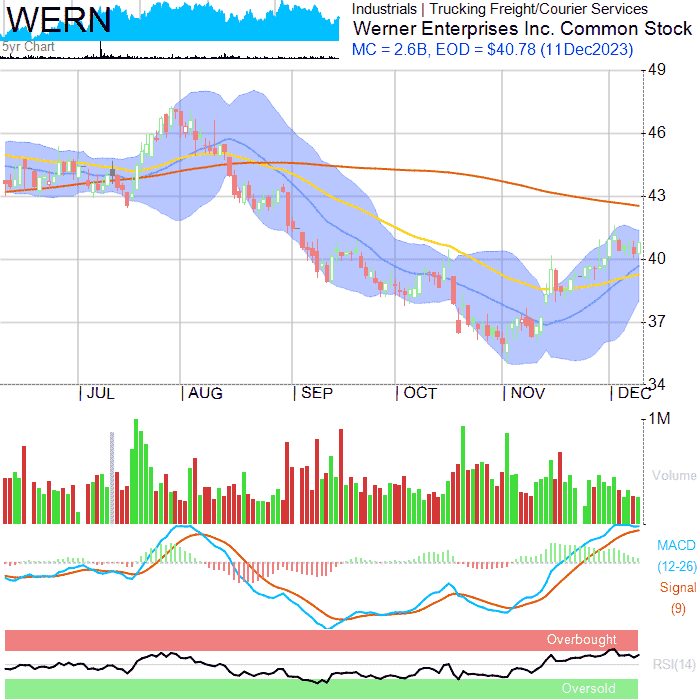 WERN
5yr Chart
Industrials | Trucking Freight/Courier Services
Werner Enterprises Inc. Common Stock
MC = 2.6B, EOD = $40.78 (11Dec2023)
49
46
43
40
37
34
| JUL | AUG | SEP | OCT | NOV | DEC
1M
Volume
MACD
(12-26)
Signal
(9)
Overbought
RSI(14)
Oversold